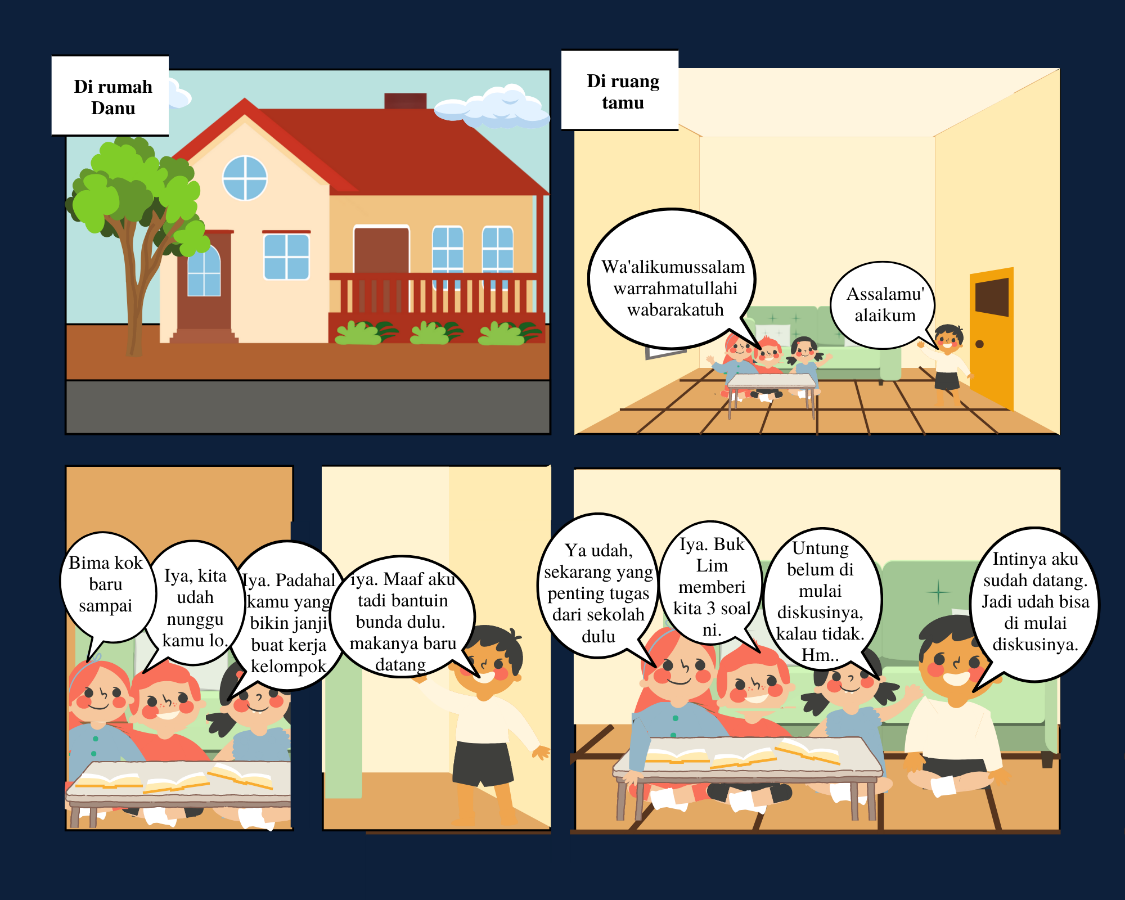 Di rumah
Danu
Di ruang
tamu
Assalamu'
alaikum
Wa'alikumussalam
warrahmatullahi
wabarakatuh
Bima kok
baru
sampai
Iya, kita
udah
nunggu
kamu lo.
Iya. Padahal
kamu yang
bikin janji
buat kerja
kelompok
iya. Maaf aku
tadi bantuin
bunda dulu.
makanya baru
datang
Ya udah,
sekarang yang
penting tugas
dari sekolah
dulu
Iya. Buk
Lim
memberi
kita 3 soal
ni.
Untung
belum di
mulai
diskusinya,
kalau tidak.
Hm..
Intinya aku
sudah datang.
Jadi udah bisa
di mulai
diskusinya.